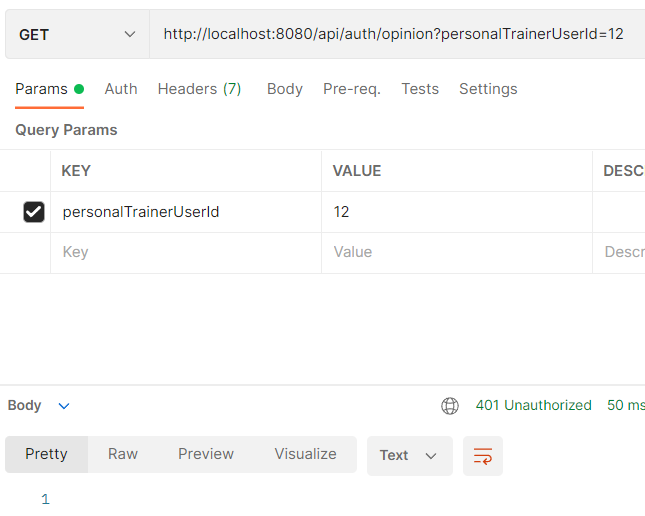 GET http://localhost:8080/api/auth/opinion?personalTrainerUserId=12
Params Auth Headers (7) Body Pre-req. Tests Settings
Query Params
KEY VALUE DESC
personalTrainerUserId 12
Key Value Descr
Body 401 Unauthorized 50 ms
Pretty Raw Preview Visualize Text
1